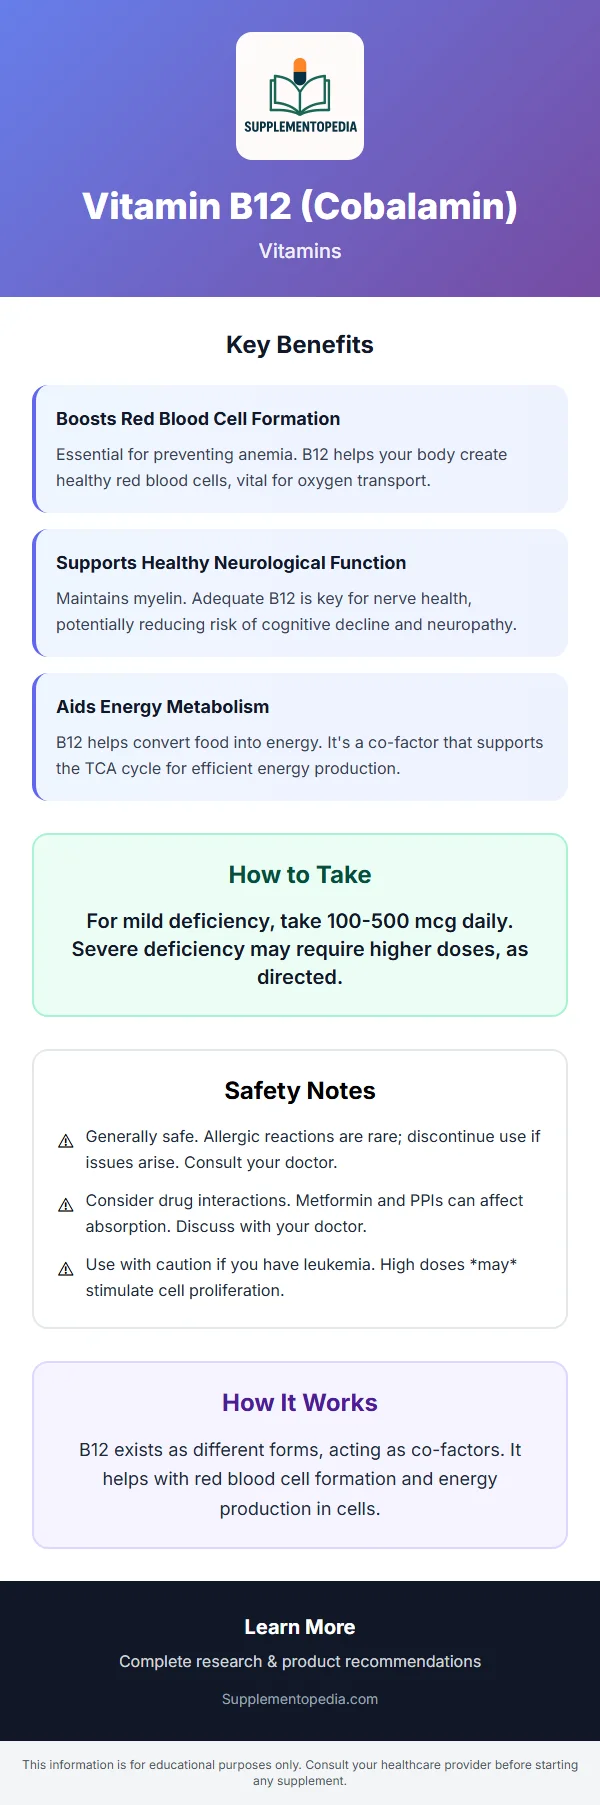 SUPPLEMENTOPEDIA
Vitamin B12 (Cobalamin)
Vitamins
Key Benefits
Boosts Red Blood Cell Formation
Essential for preventing anemia. B12 helps your body create
healthy red blood cells, vital for oxygen transport.
Supports Healthy Neurological Function
Maintains myelin. Adequate B12 is key for nerve health,
potentially reducing risk of cognitive decline and neuropathy.
Aids Energy Metabolism
B12 helps convert food into energy. It's a co-factor that supports
the TCA cycle for efficient energy production.
How to Take
For mild deficiency, take 100-500 mcg daily.
Severe deficiency may require higher doses, as
directed.
Safety Notes
⚠ Generally safe. Allergic reactions are rare; discontinue use if
issues arise. Consult your doctor.
⚠ Consider drug interactions. Metformin and PPIs can affect
absorption. Discuss with your doctor.
⚠ Use with caution if you have leukemia. High doses *may*
stimulate cell proliferation.
How It Works
B12 exists as different forms, acting as co-factors. It
helps with red blood cell formation and energy
production in cells.
Learn More
Complete research & product recommendations
Supplementopedia.com
This information is for educational purposes only. Consult your healthcare provider before starting
any supplement.